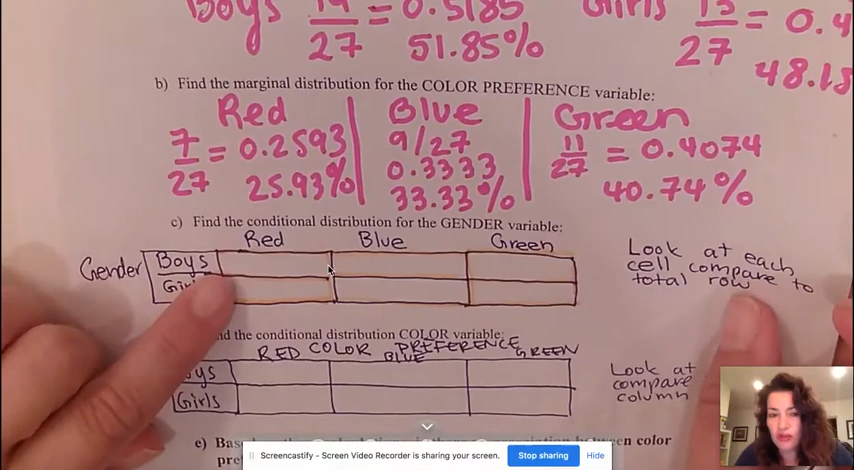 Boys 14/27 = 0.5185 Girls 13/27 = 0.4
51.85% 48.15
b) Find the marginal distribution for the COLOR PREFERENCE variable:
Red Blue Green
7/27 = 0.2593 9/27 11/27 = 0.4074
25.93% 0.3333 40.74%
33.33%
c) Find the conditional distribution for the GENDER variable:
Red Blue Green
Gender Boys
Look at each
cell compare to
total row
the conditional distribution COLOR variable:
RED COLOR PREFERENCE
BLUE GREEN
Girls
Look at
compare
column
e) Bas
en color
pre
Screencastify - Screen Video Recorder is sharing your screen. Stop sharing Hide